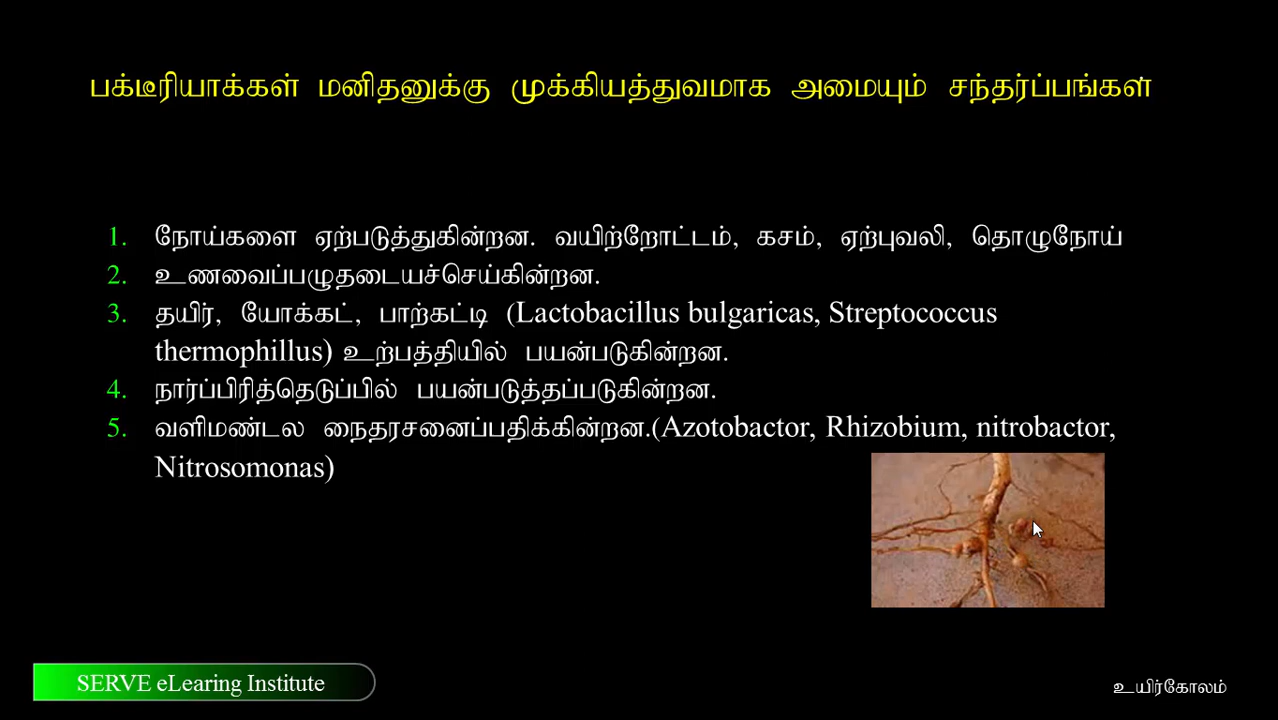 பக்டீரியாக்கள் மனிதனுக்கு முக்கியத்துவமாக அமையும் சந்தர்ப்பங்கள்
1. நோய்களை ஏற்படுத்துகின்றன. வயிற்றோட்டம், கசம், ஏற்புவலி, தொழுநோய்
2. உணவைப்பழுதடையச்செய்கின்றன.
3. தயிர், யோக்கட், பாற்கட்டி (Lactobacillus bulgaricas, Streptococcus
thermophillus) உற்பத்தியில் பயன்படுகின்றன.
4. நார்ப்பிரித்தெடுப்பில் பயன்படுத்தப்படுகின்றன.
5. வளிமண்டல நைதரசனைப்பதிக்கின்றன.(Azotobactor, Rhizobium, nitrobactor,
Nitrosomonas)
SERVE eLearing Institute
உயிர்கோலம்